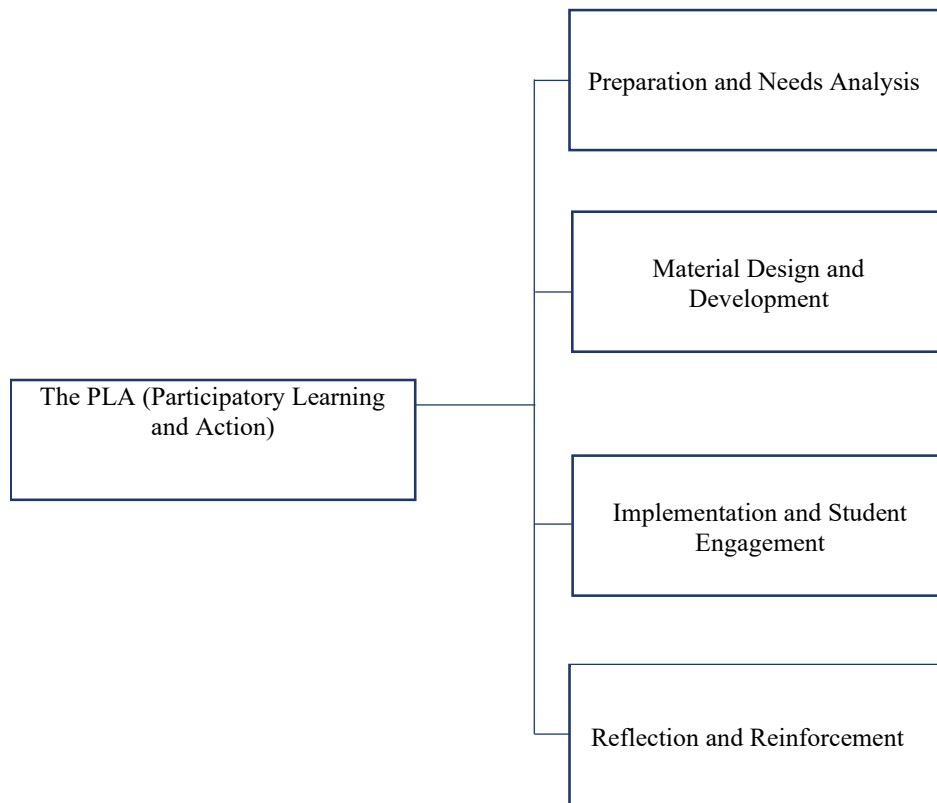 Preparation and Needs Analysis
Material Design and
Development
The PLA (Participatory Learning
and Action)
Implementation and Student
Engagement
Reflection and Reinforcement